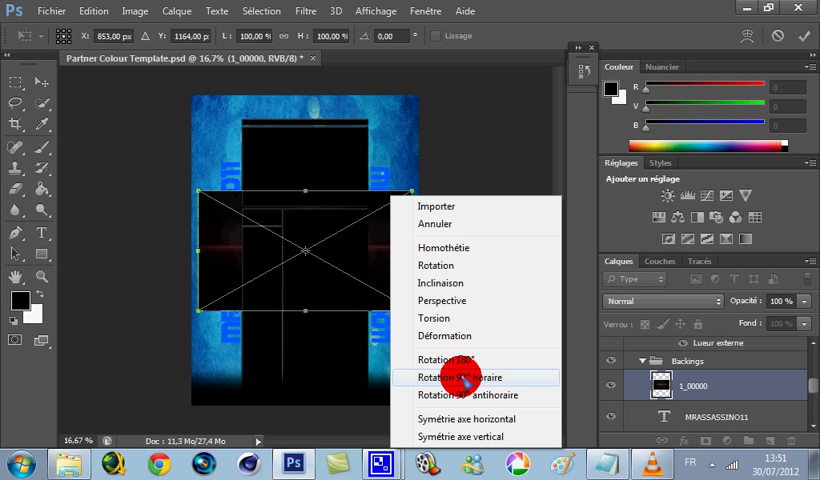 Ps Fichier Edition Image Calque Texte Sélection Filtre 3D Affichage Fenêtre Aide
X: 853,00 px Y: 1164,00 px L: 100,00 % H: 100,00 % 0,00 ° Lissage
Partner Colour Template.psd @ 16,7% (1_00000, RVB/8) *
Couleur Nuancier
R 0
V 0
B 0
Réglages Styles
Ajouter un réglage
Importer
Annuler
Homothétie
Rotation
Inclinaison
Perspective
Torsion
Déformation
Rotation 180°
Rotation 90° horaire
Rotation 90° antihoraire
Symétrie axe horizontal
Symétrie axe vertical
Calques Couches Tracés
Type
Normal Opacité : 100 %
Verrou : Fond : 100 %
Lueur externe
Backings
1_00000
T MRASSASSINO11
fx
16,67 % Doc : 11,3 Mo/27,4 Mo
Ps FR 13:51
30/07/2012